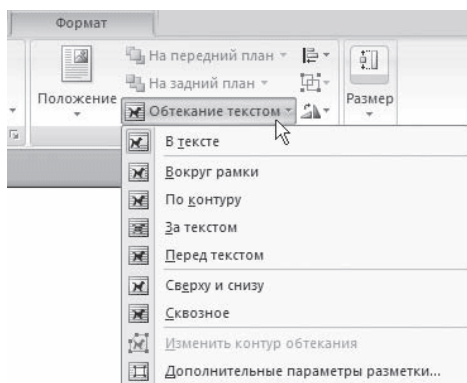 Формат
На передний план
На задний план
Положение
Обтекание текстом
Размер
В тексте
Вокруг рамки
По контуру
За текстом
Перед текстом
Сверху и снизу
Сквозное
Изменить контур обтекания
Дополнительные параметры разметки...